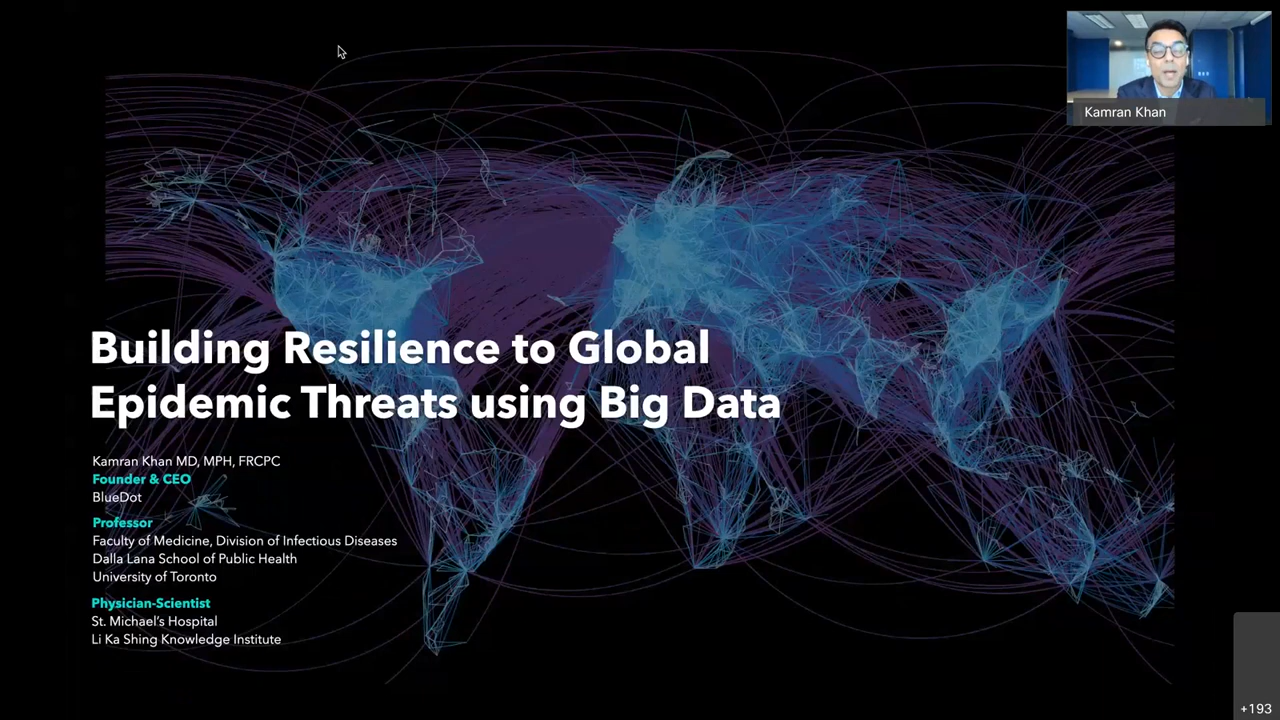 Kamran Khan
Building Resilience to Global
Epidemic Threats using Big Data
Kamran Khan MD, MPH, FRCPC
Founder & CEO
BlueDot
Professor
Faculty of Medicine, Division of Infectious Diseases
Dalla Lana School of Public Health
University of Toronto
Physician-Scientist
St. Michael’s Hospital
Li Ka Shing Knowledge Institute
+193